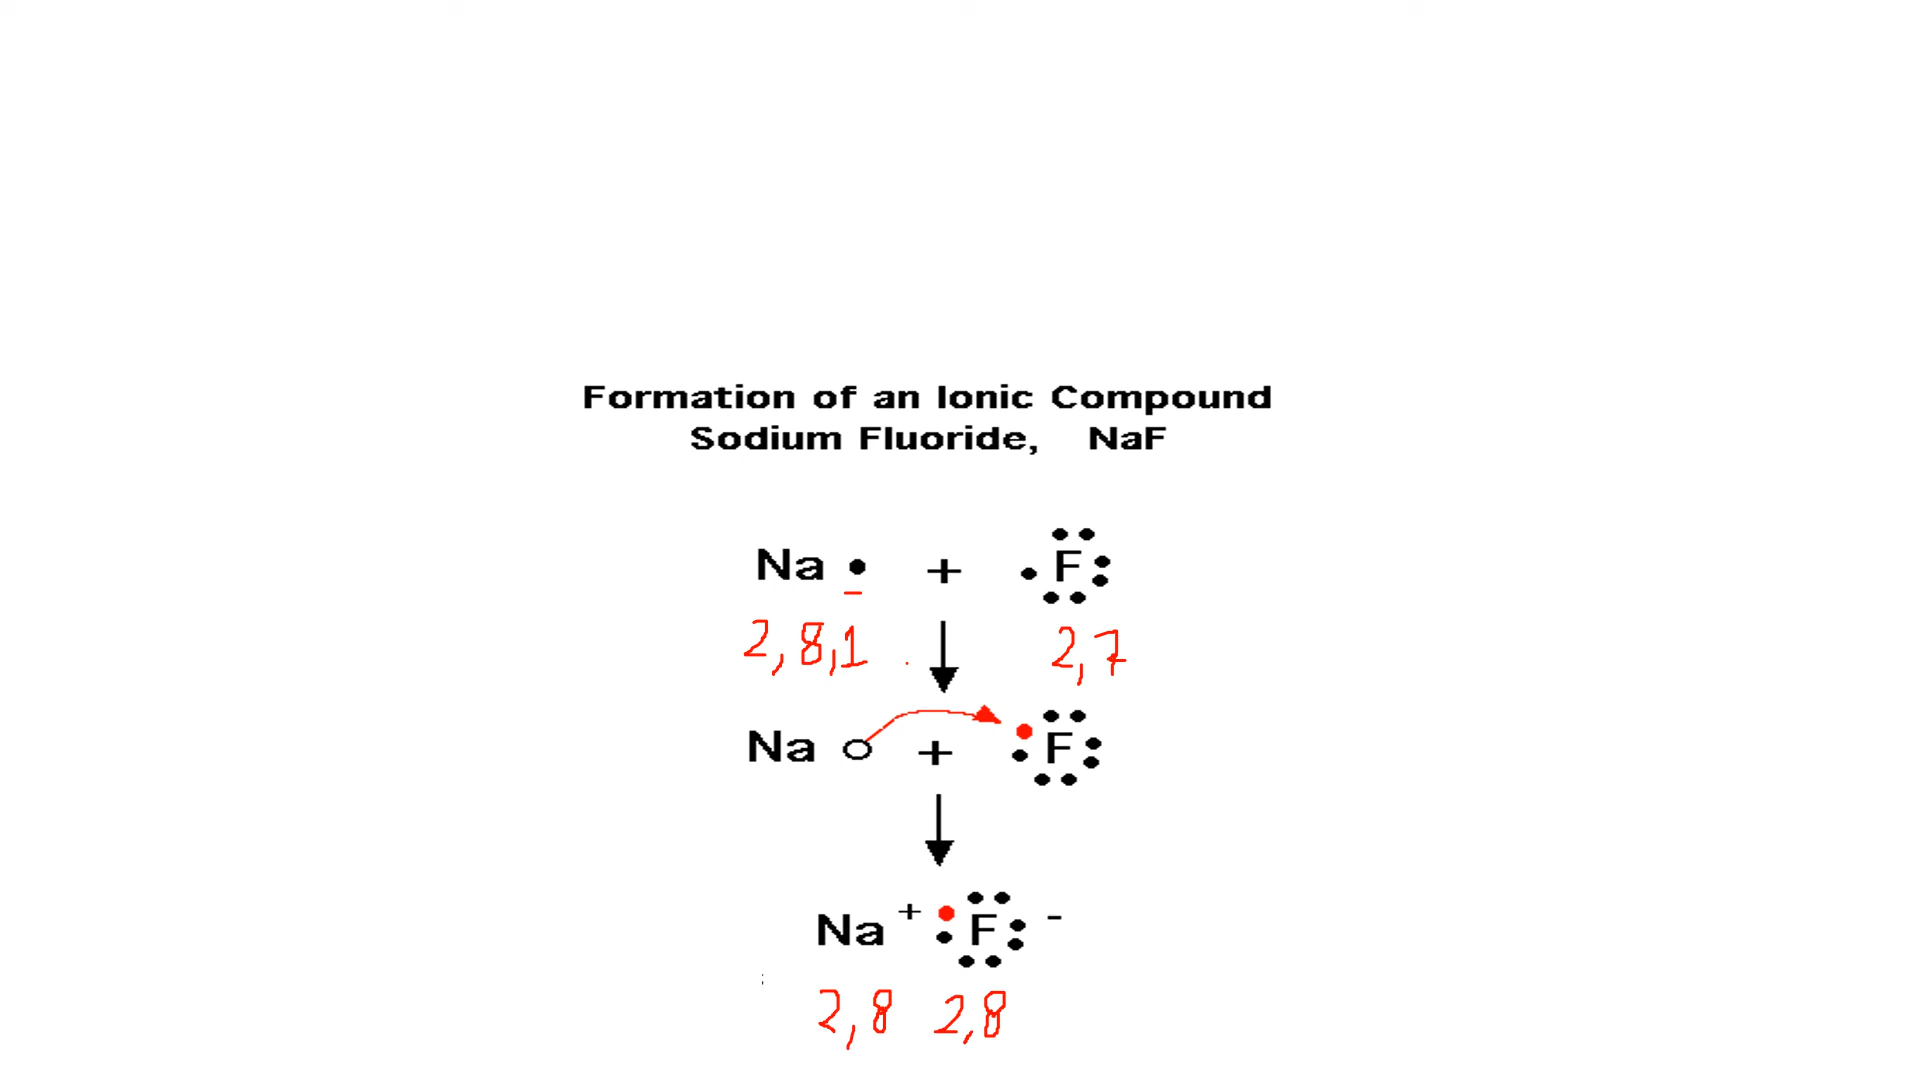 Formation of an Ionic Compound
Sodium Fluoride, NaF
Na + F
2,8,1 2,7
Na + F
Na + F -
2,8 2,8